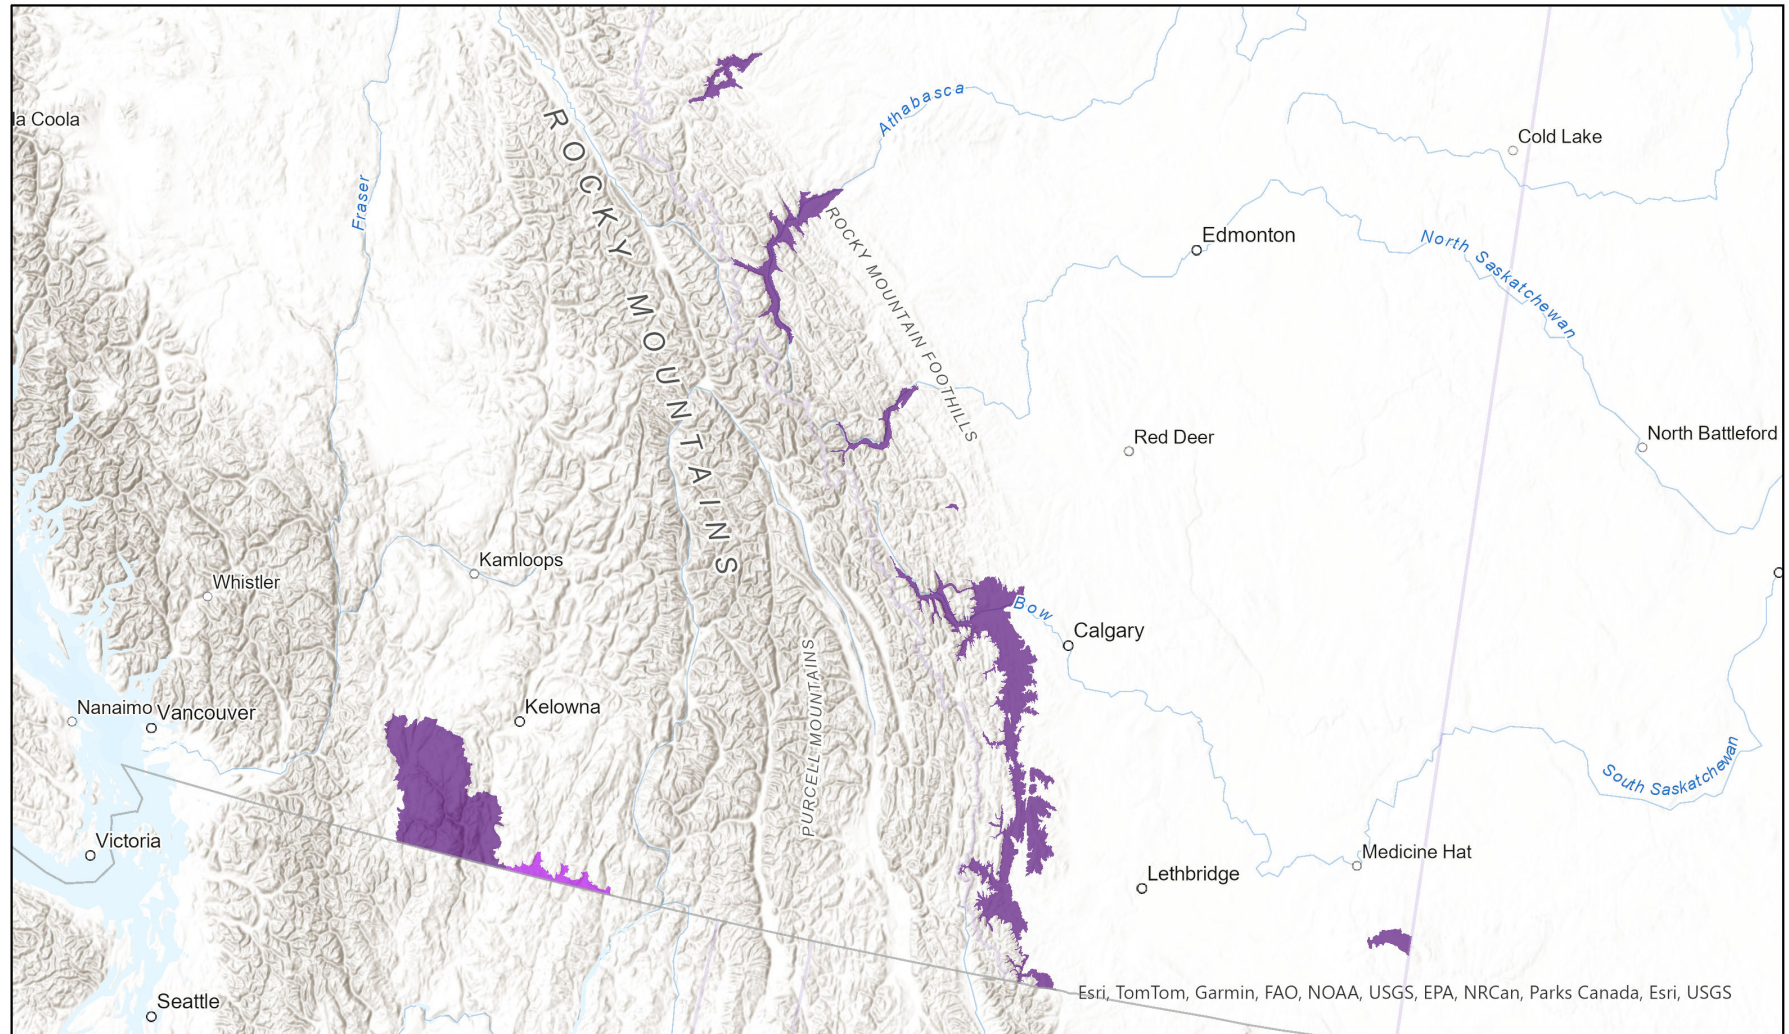 la Coola
Athabasca
Cold Lake
ROCKY MOUNTAINS
Fraser
ROCKY MOUNTAIN FOOTHILLS
Edmonton
North Saskatchewan
Red Deer
North Battleford
Kamloops
Whistler
Bow
Calgary
PURCELL MOUNTAINS
Nanaimo
Vancouver
Kelowna
South Saskatchewan
Victoria
Medicine Hat
Lethbridge
Seattle
Esri, TomTom, Garmin, FAO, NOAA, USGS, EPA, NRCan, Parks Canada, Esri, USGS